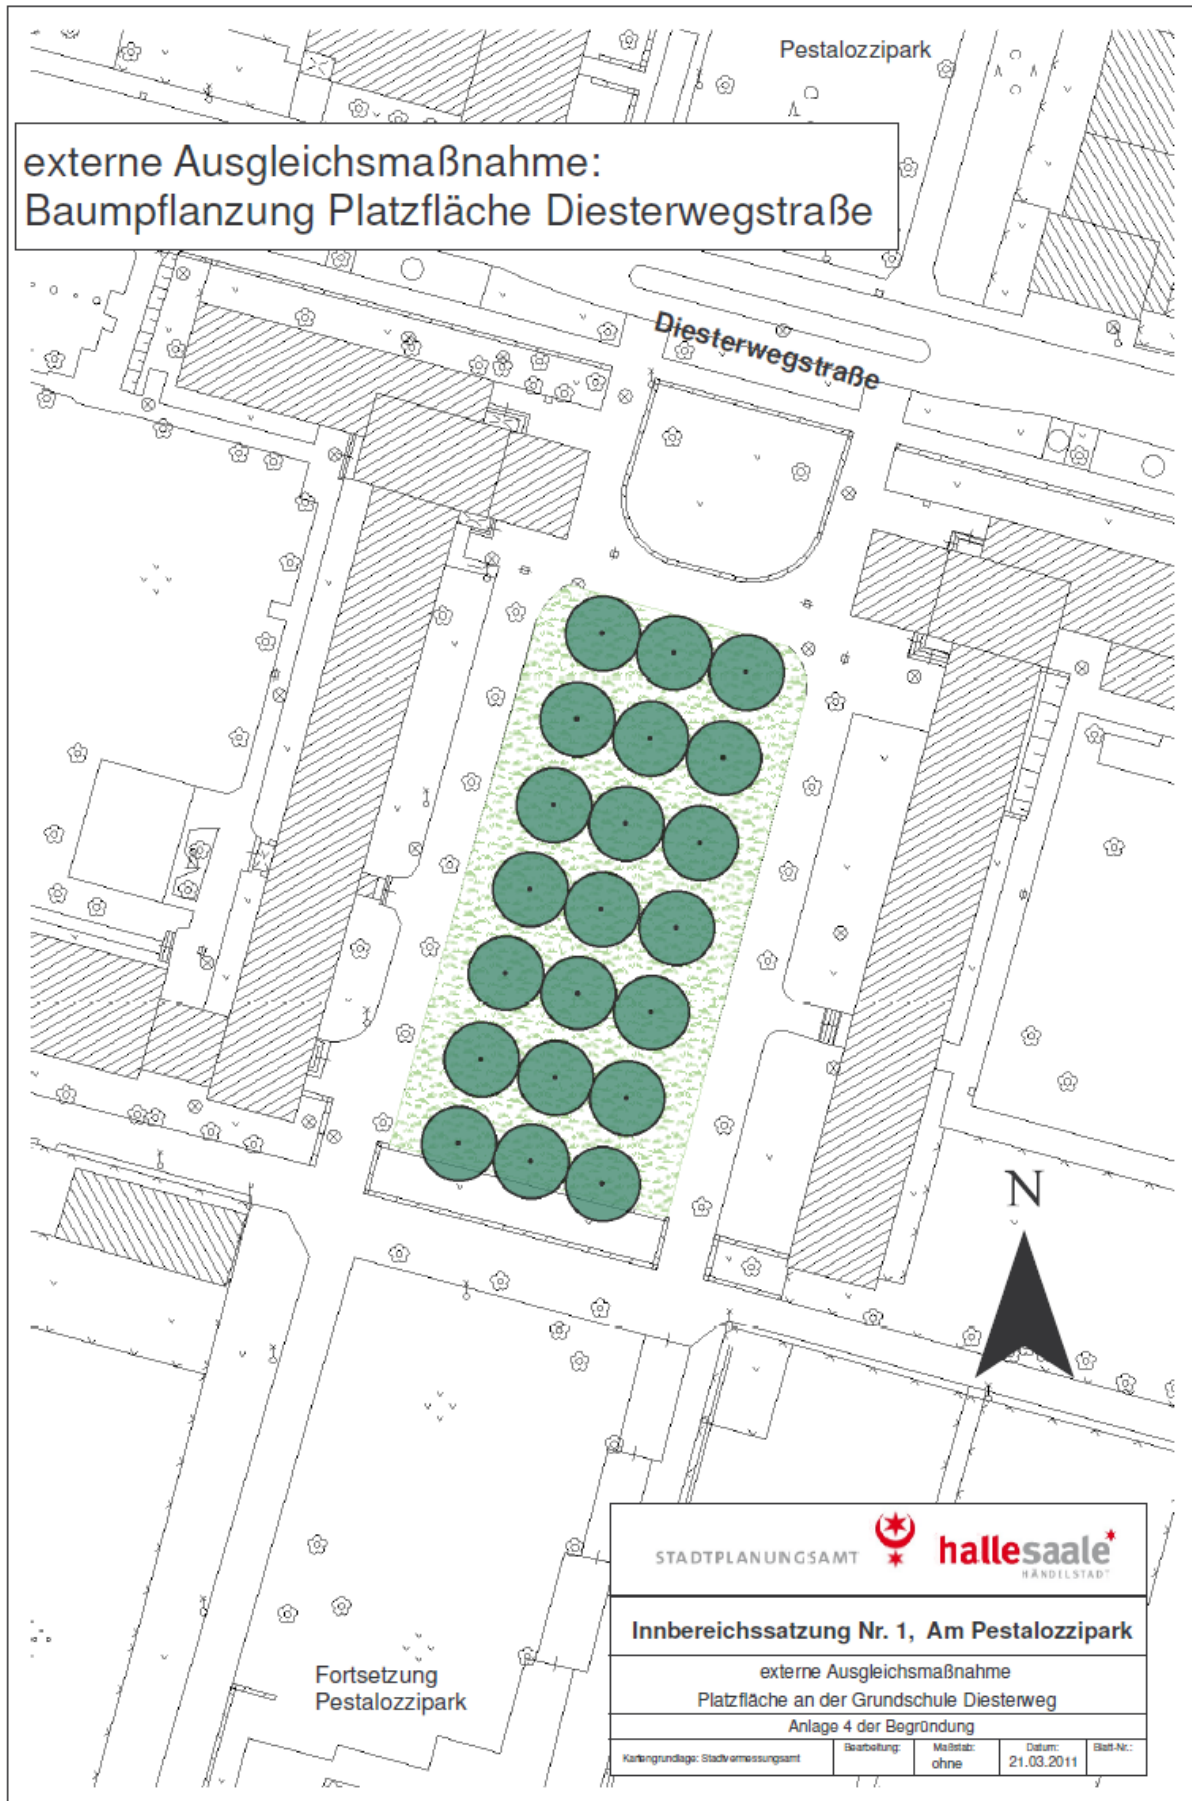 Pestalozzipark
externe Ausgleichsmaßnahme:
Baumpflanzung Platzfläche Diesterwegstraße
Diesterwegstraße
N
STADTPLANUNGSAMT
hallesaale
HÄNDELSTADT
Innbereichssatzung Nr. 1, Am Pestalozzipark
externe Ausgleichsmaßnahme
Platzfläche an der Grundschule Diesterweg
Anlage 4 der Begründung
Kartengrundlage: Stadtvermessungsamt
Bearbeitung:
Maßstab:
ohne
Datum:
21.03.2011
Blatt-Nr.:
Fortsetzung
Pestalozzipark